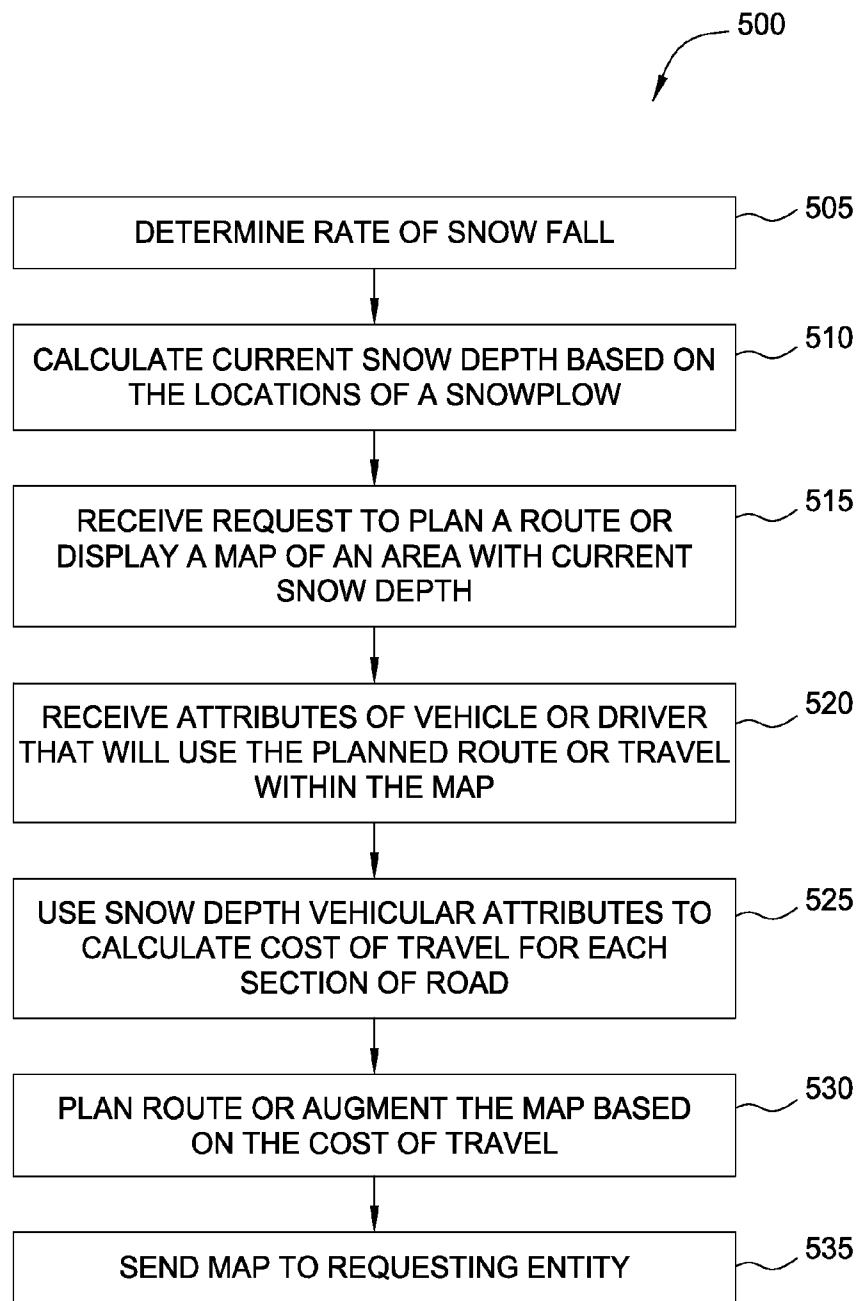 500
DETERMINE RATE OF SNOW FALL
505
CALCULATE CURRENT SNOW DEPTH BASED ON
THE LOCATIONS OF A SNOWPLOW
510
RECEIVE REQUEST TO PLAN A ROUTE OR
DISPLAY A MAP OF AN AREA WITH CURRENT
SNOW DEPTH
515
RECEIVE ATTRIBUTES OF VEHICLE OR DRIVER
THAT WILL USE THE PLANNED ROUTE OR TRAVEL
WITHIN THE MAP
520
USE SNOW DEPTH VEHICULAR ATTRIBUTES TO
CALCULATE COST OF TRAVEL FOR EACH
SECTION OF ROAD
525
PLAN ROUTE OR AUGMENT THE MAP BASED
ON THE COST OF TRAVEL
530
SEND MAP TO REQUESTING ENTITY
535